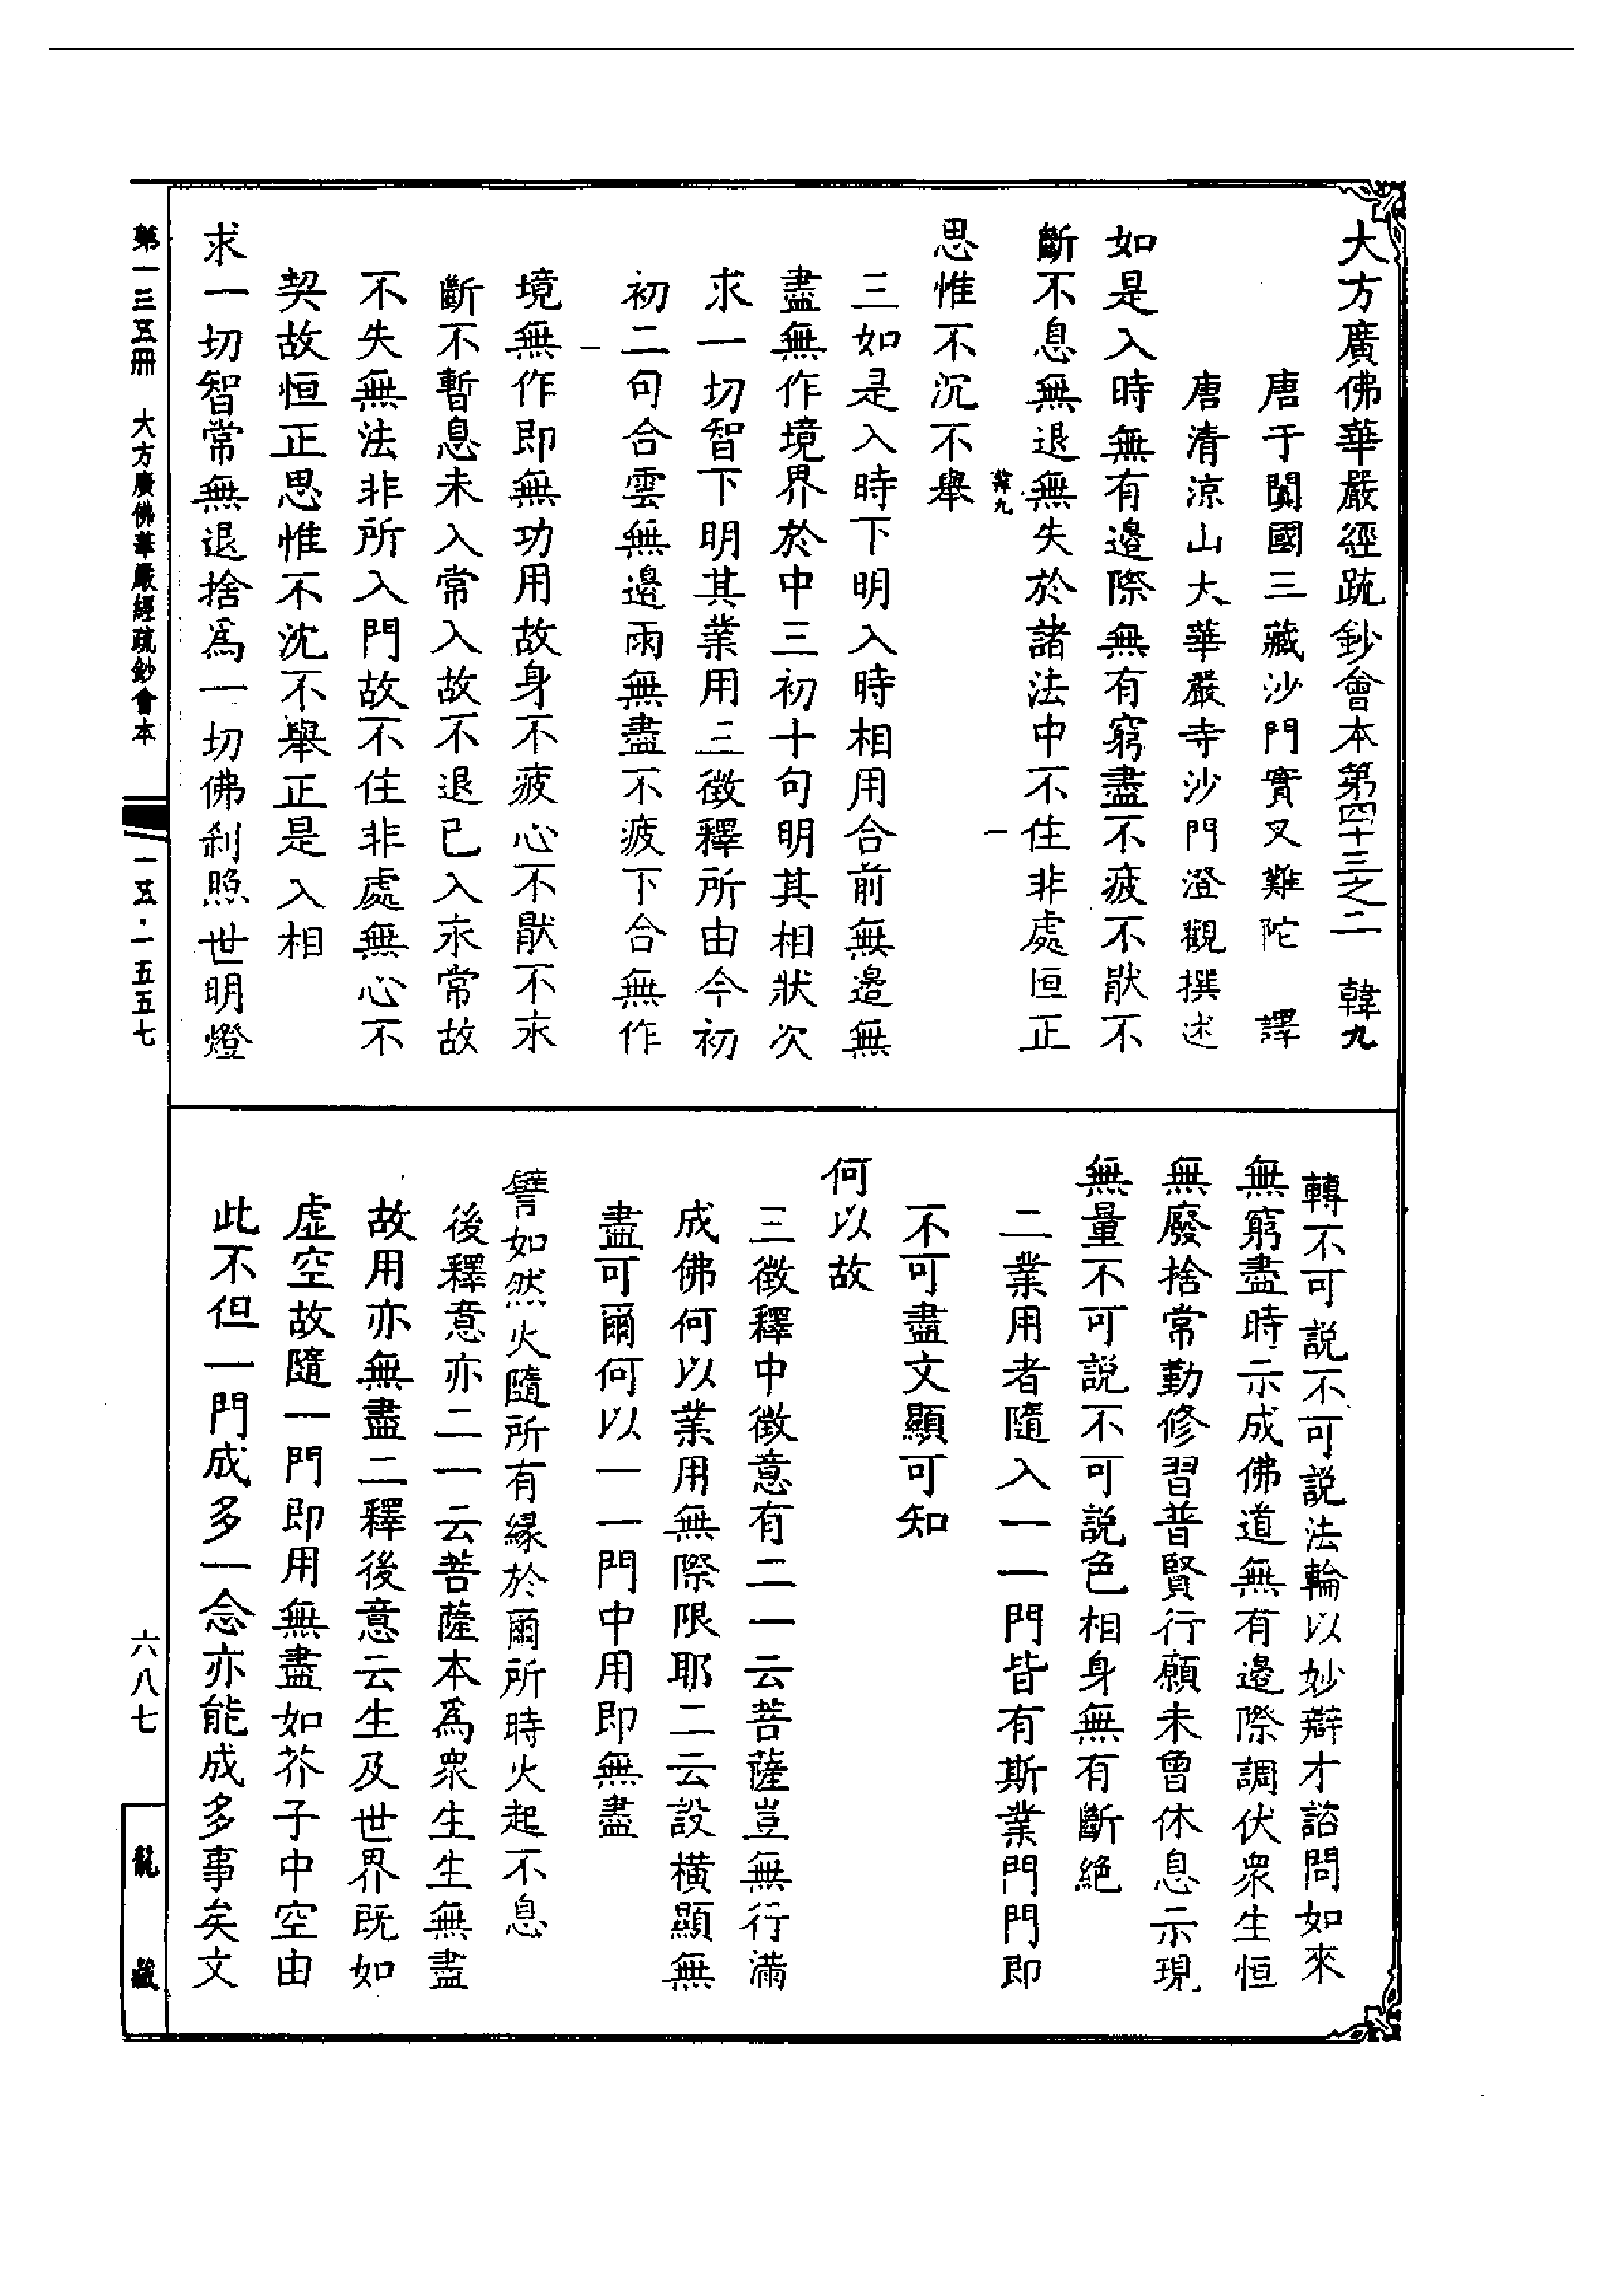 大方廣佛華嚴經疏鈔會本第四十三之二 韓九
唐于闐國三藏沙門實叉難陀 譯
唐清涼山大華嚴寺沙門澄觀撰述
如是入時無有邊際無有窮盡不疲不厭不
斷不息無退無失於諸法中不住非處恒正
思惟不沉不舉
三如是入時下明入時相用合前無邊無
盡無作境界於中三初十句明其相狀次
求一切智下明其業用三徵釋所由今初
初二句合雲無邊雨無盡不疲下合無作
境無作即無功用故身不疲心不厭不永
斷不暫息未入常入故不退已入永常故
不失無法非所入門故不住非處無心不
契故恒正思惟不沈不舉正是入相
求一切智常無退捨為一切佛剎照世明燈
轉不可說不可說法輪以妙辯才諮問如來
無窮盡時示成佛道無有邊際調伏眾生恒
無廢捨常勤修習普賢行願未曾休息示現
無量不可說不可說色相身無有斷絕
二業用者隨入一一門皆有斯業門門即
不可盡文顯可知
何以故
三徵釋中徵意有二一云菩薩豈無行滿
成佛何以業用無際限耶二云設橫顯無
盡可爾何以一一門中用即無盡
譬如然火隨所有緣於爾所時火起不息
後釋意亦二一云菩薩本為眾生生無盡
故用亦無盡二釋後意云生及世界既如
虛空故隨一門即用無盡如芥子中空由
此不但一門成多一念亦能成多事矣文
韓九
第一三五冊 大方廣佛華嚴經疏鈔會本
一五·一五五七
六八七
龍藏